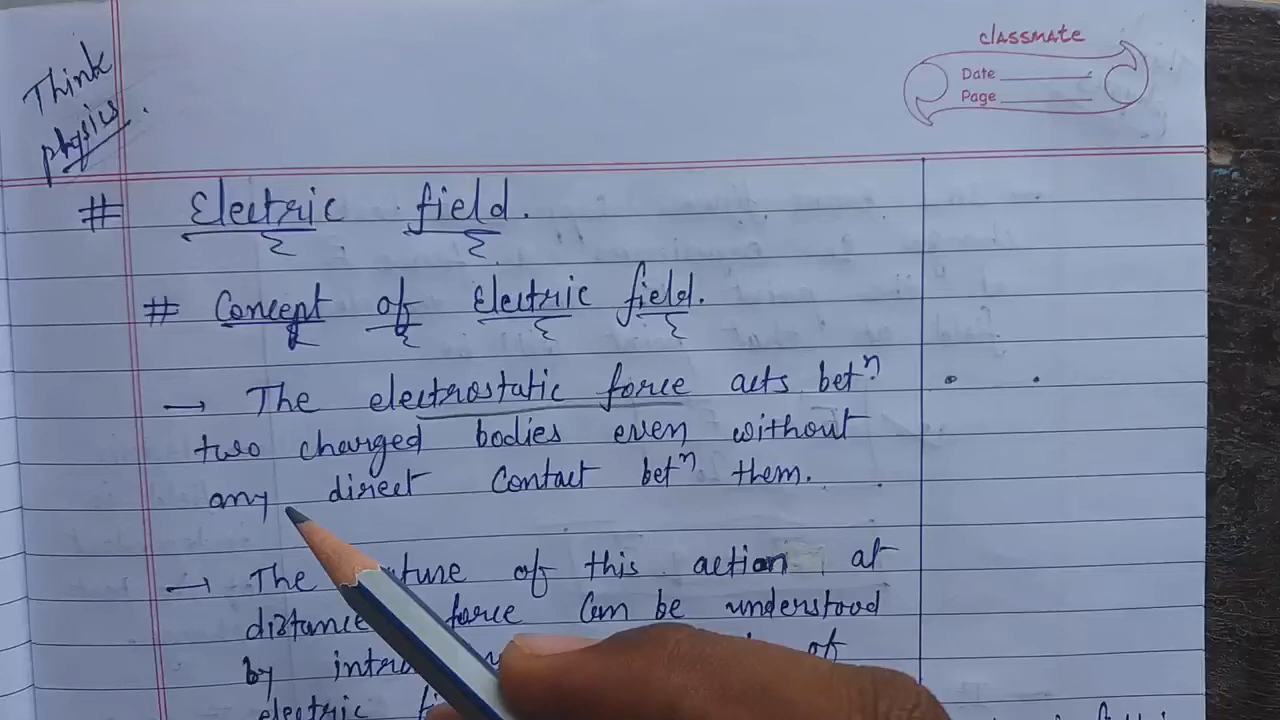 Think
physics.
classmate
Date
Page
# Electric field.
# Concept of Electric field.
→ The electrostatic force acts betⁿ
two charged bodies even without
any direct contact betⁿ them.
→ The of this action at
distance force can be understood
by of
electric